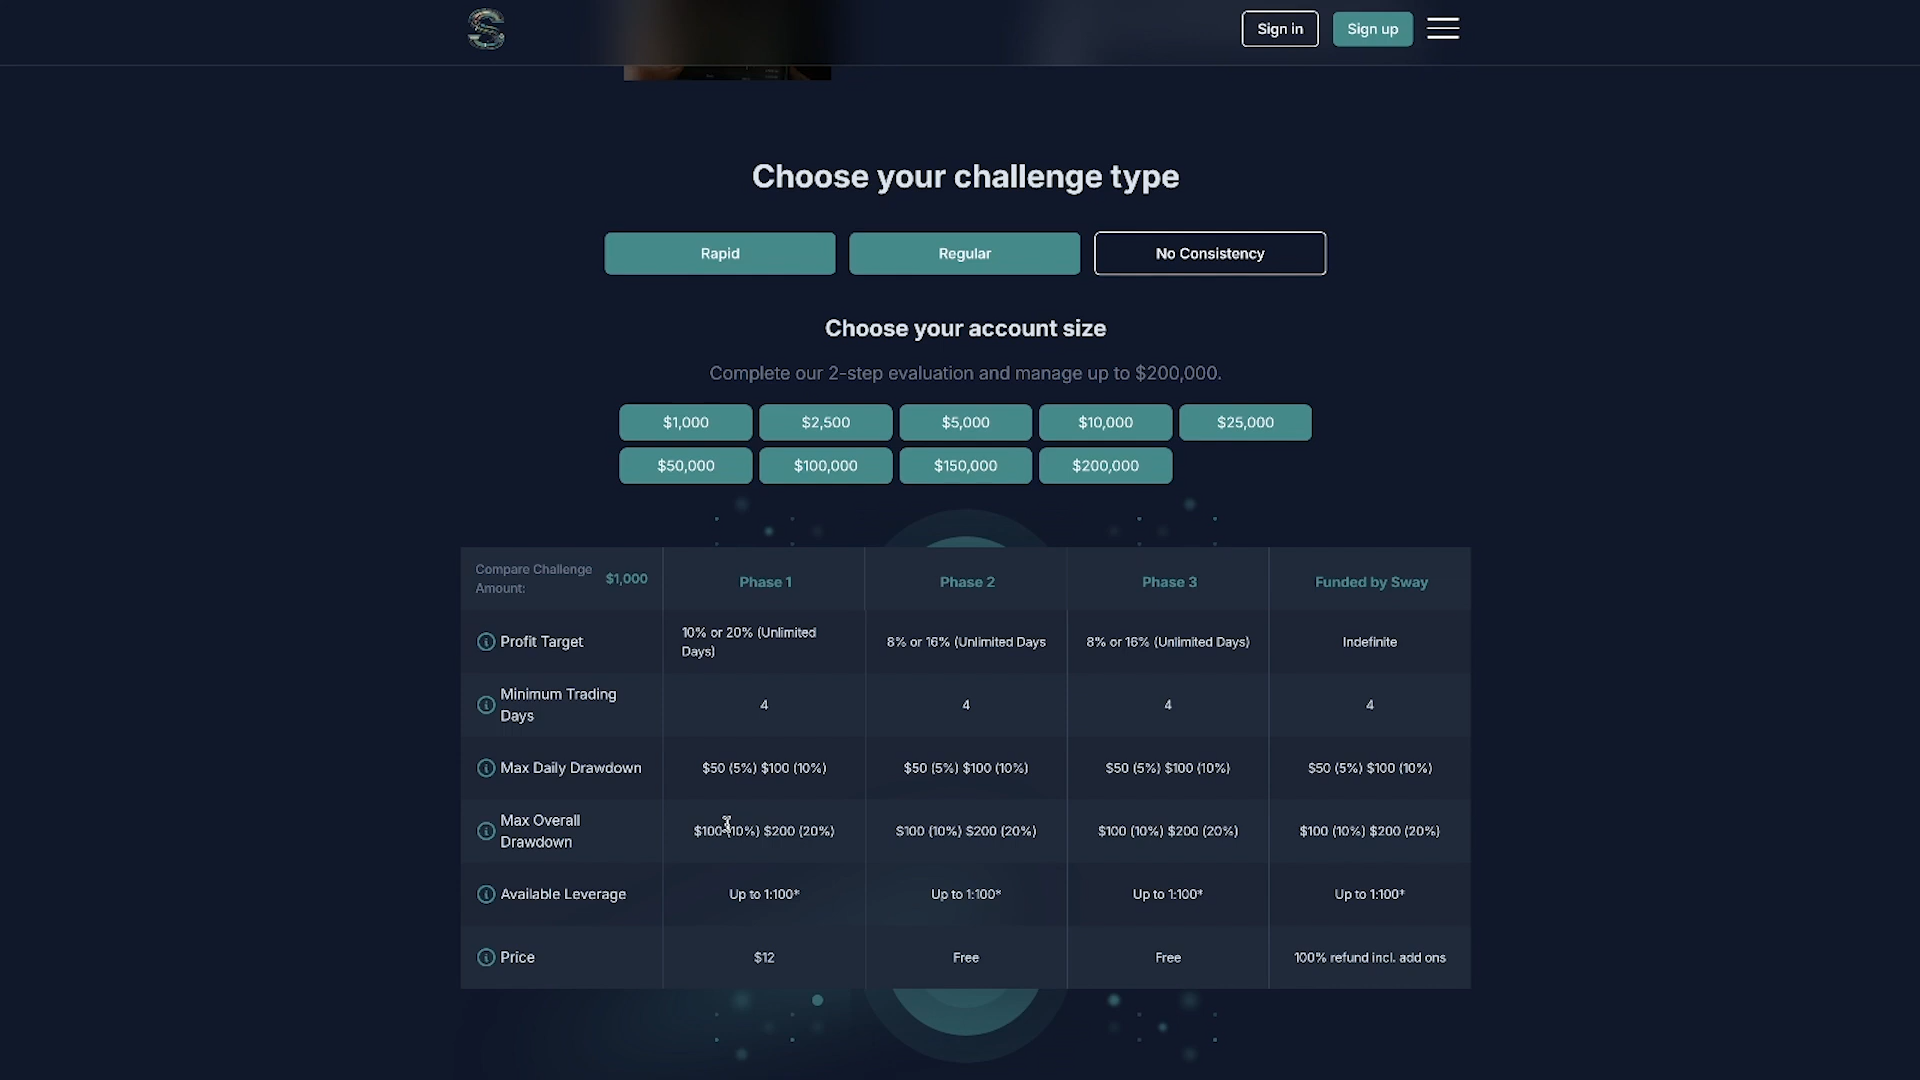 S
Sign in
Sign up
Choose your challenge type
Rapid
Regular
No Consistency
Choose your account size
Complete our 2-step evaluation and manage up to $200,000.
$1,000
$2,500
$5,000
$10,000
$25,000
$50,000
$100,000
$150,000
$200,000
Compare Challenge
Amount:
$1,000
Phase 1
Phase 2
Phase 3
Funded by Sway
Profit Target
10% or 20% (Unlimited
Days)
8% or 16% (Unlimited Days
8% or 16% (Unlimited Days)
Indefinite
Minimum Trading
Days
4
4
4
4
Max Daily Drawdown
$50 (5%) $100 (10%)
$50 (5%) $100 (10%)
$50 (5%) $100 (10%)
$50 (5%) $100 (10%)
Max Overall
Drawdown
$100 (10%) $200 (20%)
$100 (10%) $200 (20%)
$100 (10%) $200 (20%)
$100 (10%) $200 (20%)
Available Leverage
Up to 1:100*
Up to 1:100*
Up to 1:100*
Up to 1:100*
Price
$12
Free
Free
100% refund incl. add ons